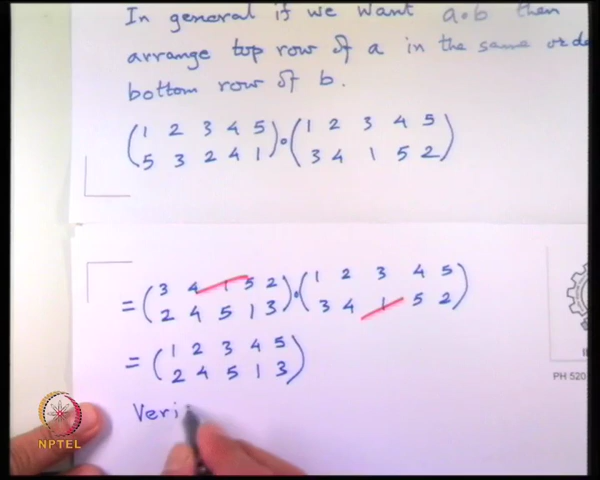 In general if we want a∘b then
arrange top row of a in the same orde
bottom row of b.
(1 2 3 4 5
5 3 2 4 1)∘(1 2 3 4 5
3 4 1 5 2)
=(3 4 1 5 2
2 4 5 1 3)·(1 2 3 4 5
3 4 1 5 2)
=(1 2 3 4 5
2 4 5 1 3)
Veri
PH 520
NPTEL